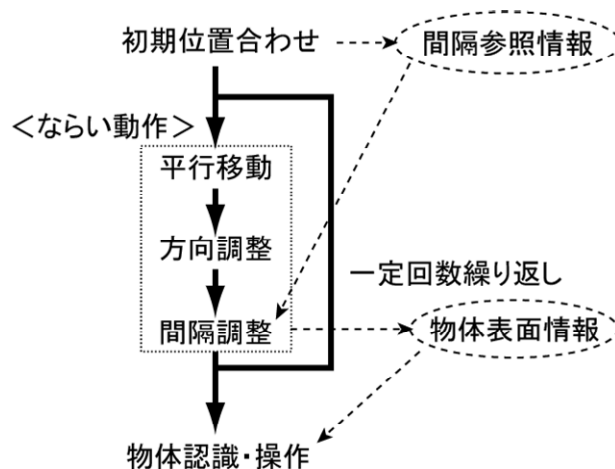 初期位置合わせ
間隔参照情報
＜ならい動作＞
平行移動
方向調整
一定回数繰り返し
間隔調整
物体表面情報
物体認識・操作